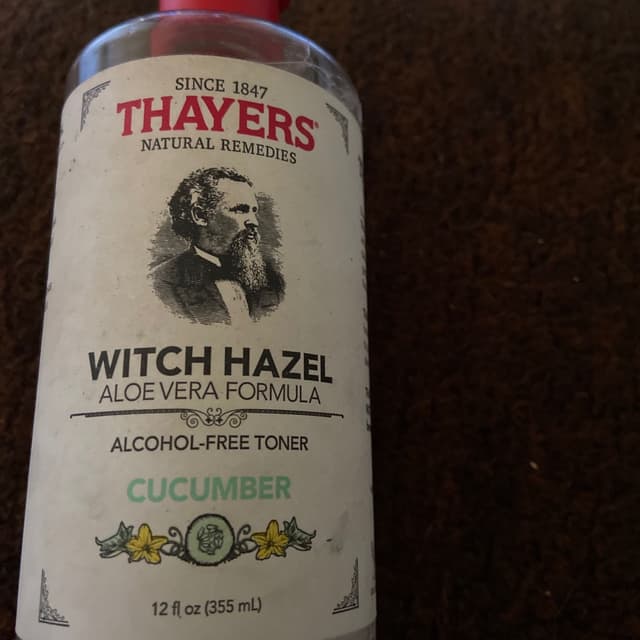 SINCE 1847
THAYERS®
NATURAL REMEDIES
WITCH HAZEL
ALOE VERA FORMULA
ALCOHOL-FREE TONER
CUCUMBER
12 fl oz (355 mL)